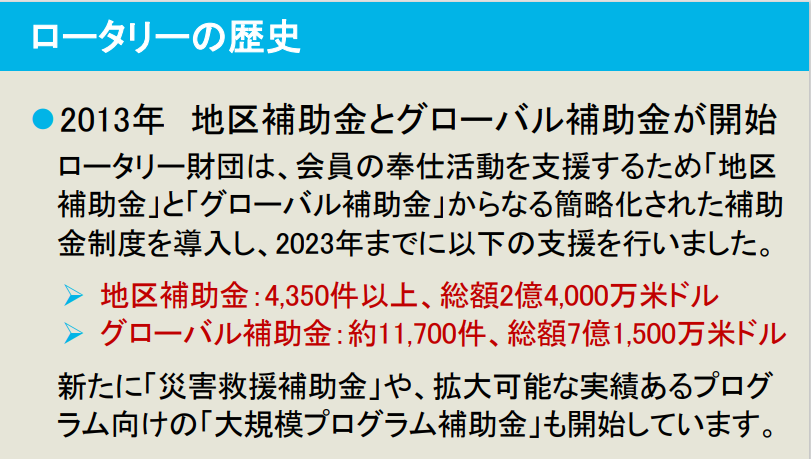 ロータリーの歴史
●2013年 地区補助金とグローバル補助金が開始
ロータリー財団は、会員の奉仕活動を支援するため「地区
補助金」と「グローバル補助金」からなる簡略化された補助
金制度を導入し、2023年までに以下の支援を行いました。
➢ 地区補助金：4,350件以上、総額2億4,000万米ドル
➢ グローバル補助金：約11,700件、総額7億1,500万米ドル
新たに「災害救援補助金」や、拡大可能な実績あるプログ
ラム向けの「大規模プログラム補助金」も開始しています。